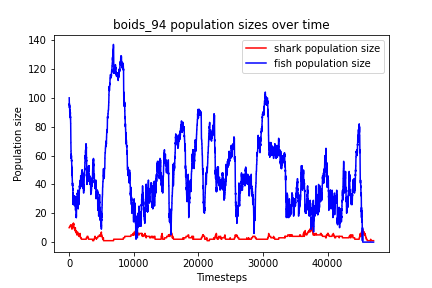 boids_94 population sizes over time
shark population size
fish population size
Population size
140
120
100
80
60
40
20
0
0
10000
20000
30000
40000
Timesteps